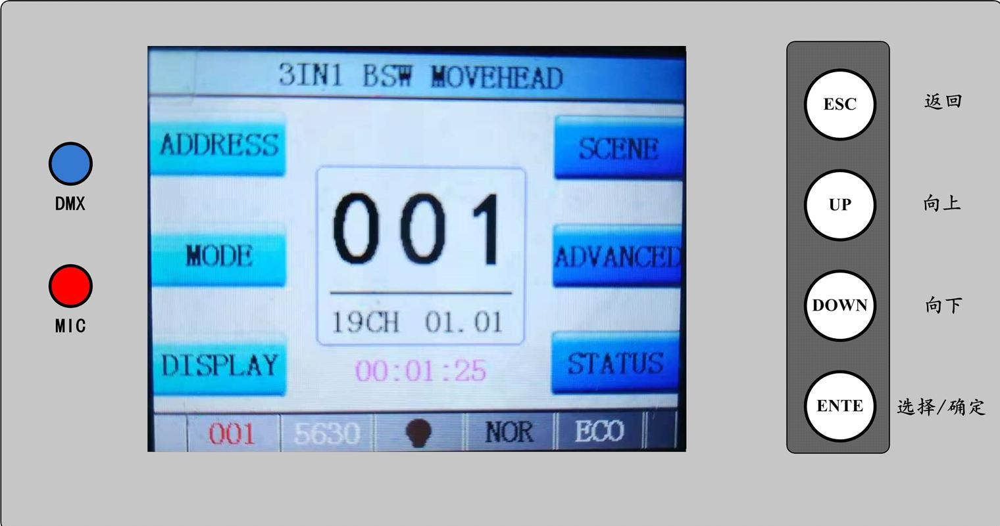 3IN1 BSW MOVEHEAD
ADDRESS
SCENE
001
MODE
ADVANCED
19CH 01.01
DISPLAY
00:01:25
STATUS
001 5630 NOR ECO
DMX
MIC
ESC 返回
UP 向上
DOWN 向下
ENTE 选择/确定